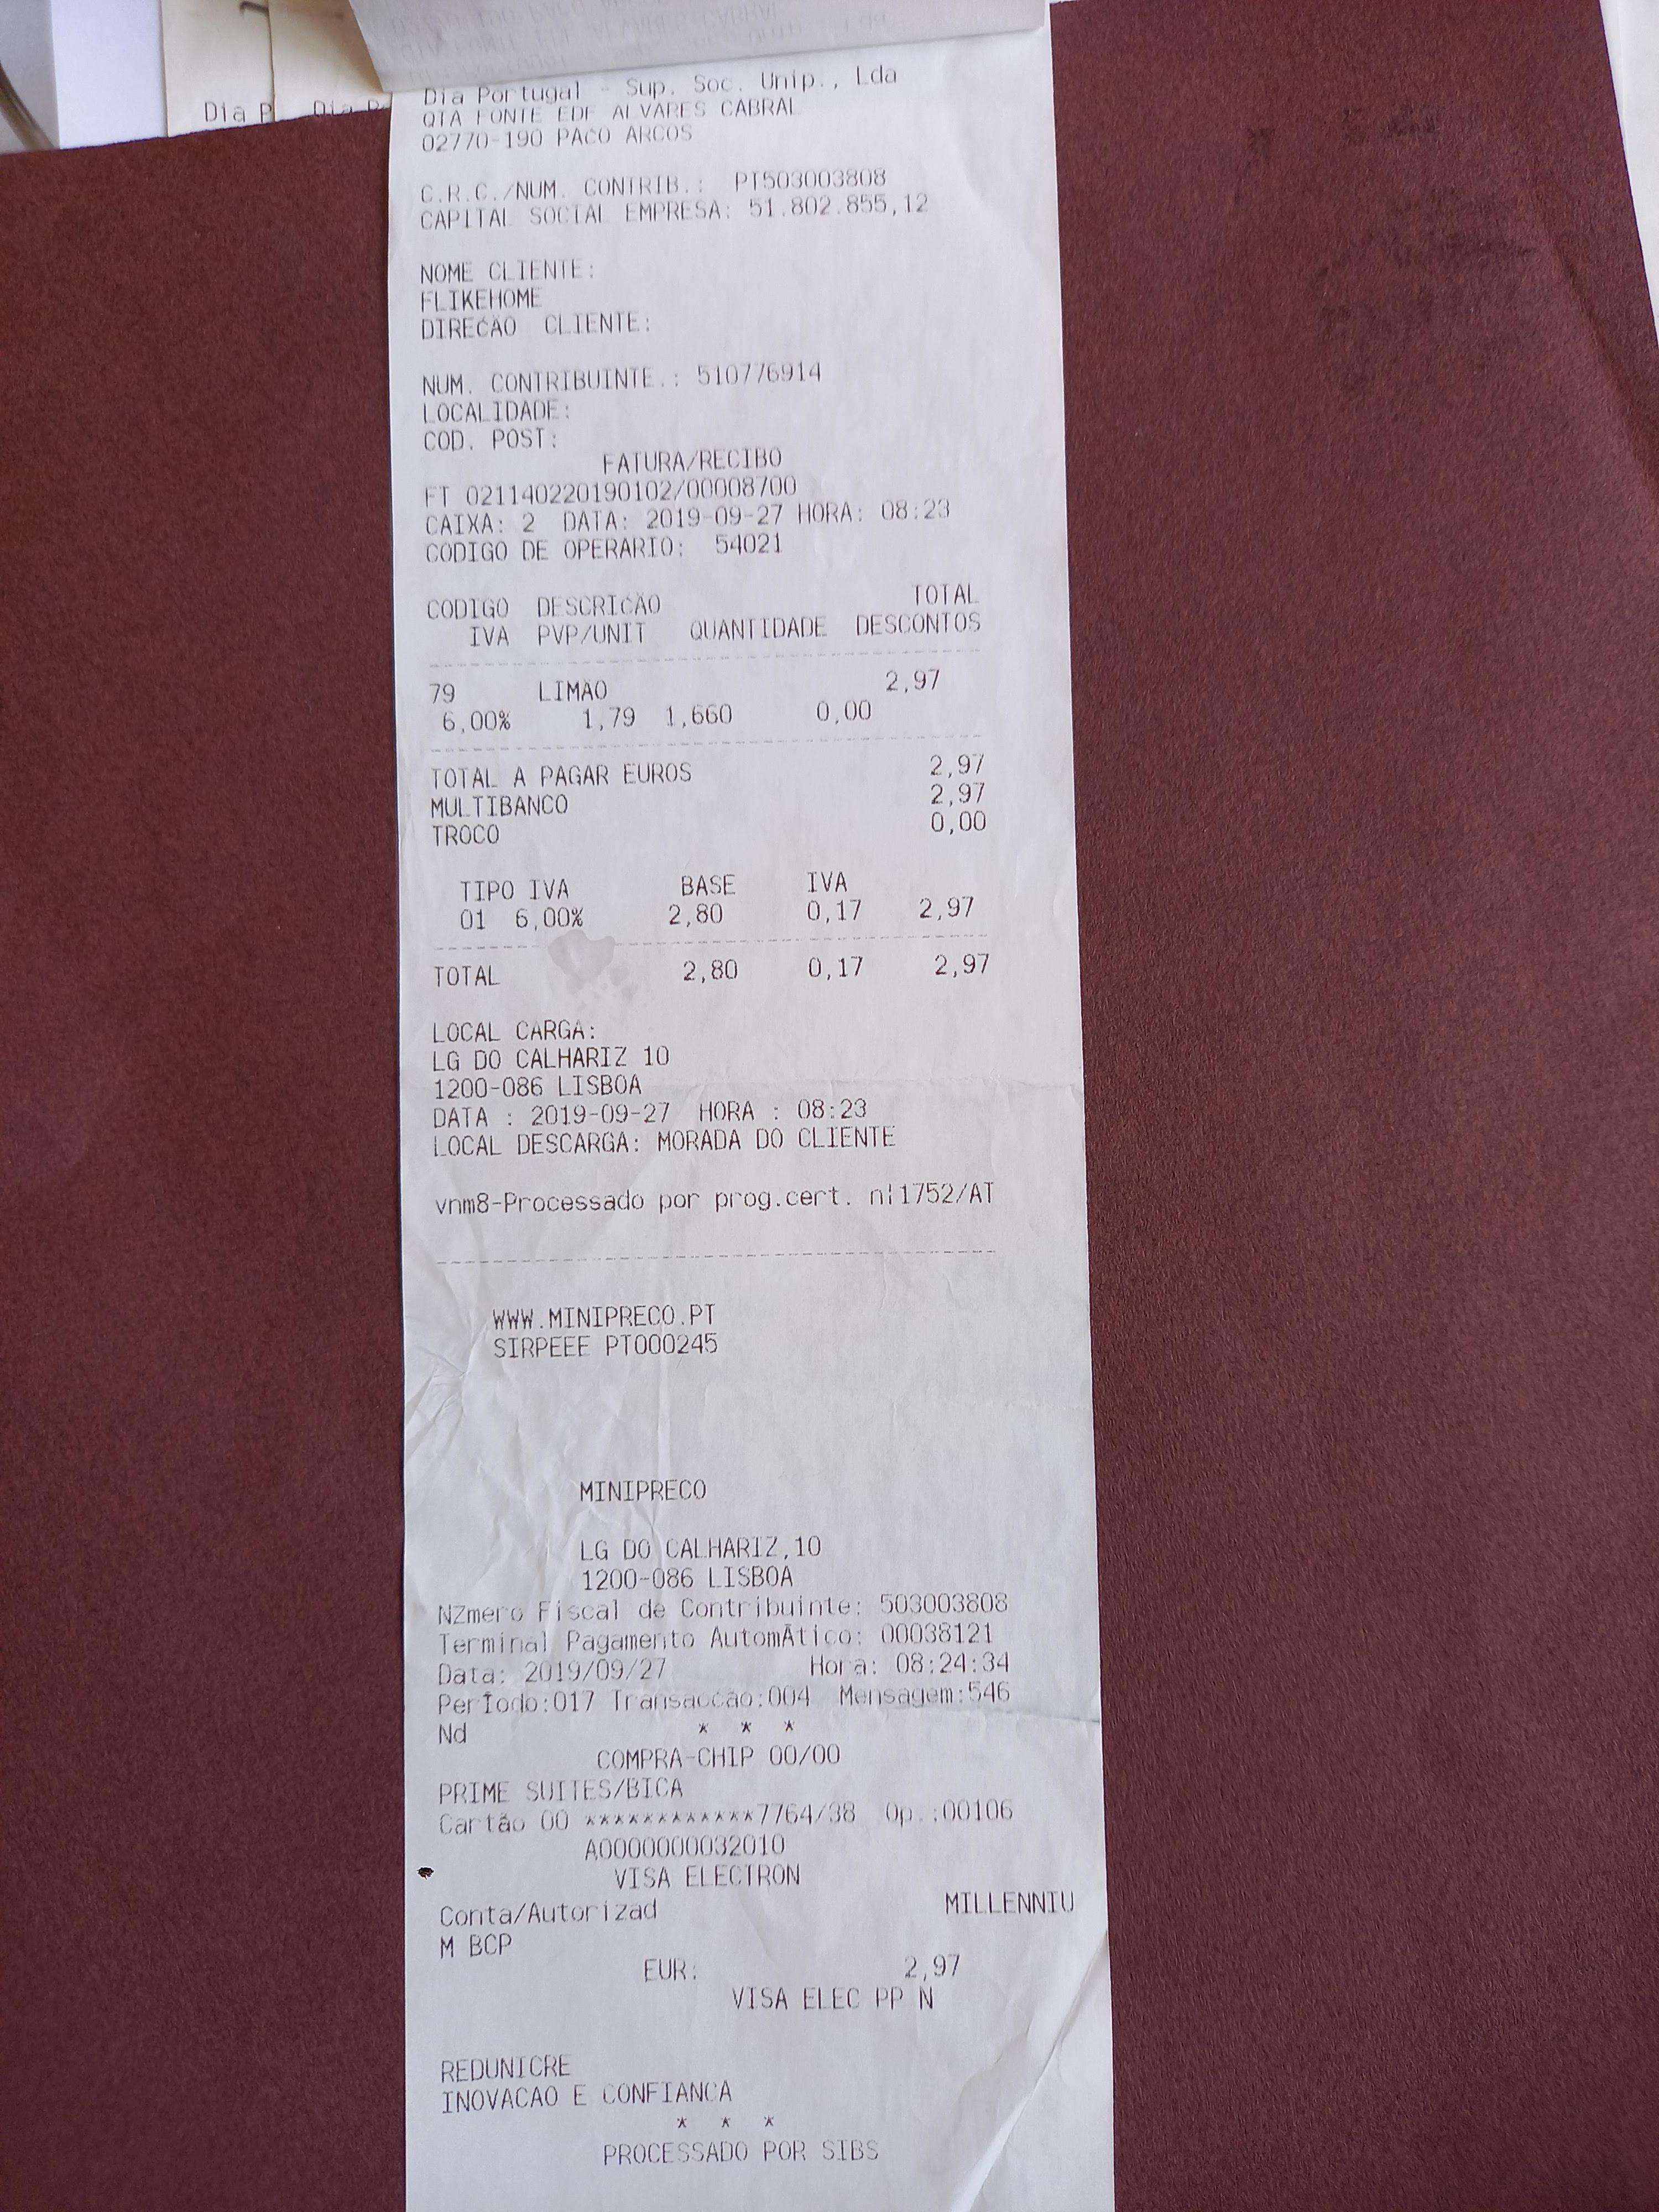 Dia P
Dia P
Dia Portugal - Sup. Soc. Unip., Lda
QTA FONTE EDF ALVARES CABRAL
02770-190 PACO ARCOS
C.R.C./NUM. CONTRIB.: PT503003808
CAPITAL SOCIAL EMPRESA: 51.802.855,12
NOME CLIENTE:
FLIKEHOME
DIREĆÃO CLIENTE:
NUM. CONTRIBUINTE.: 510776914
LOCALIDADE:
COD. POST:
FATURA/RECIBO
FT 021140220190102/00008700
CAIXA: 2 DATA: 2019-09-27 HORA: 08:23
CODIGO DE OPERARIO: 54021
CODIGO DESCRIĆÃO TOTAL
IVA PVP/UNIT QUANTIDADE DESCONTOS
79 LIMÃO 2,97
6,00% 1,79 1,660 0,00
TOTAL A PAGAR EUROS 2,97
MULTIBANCO 2,97
TROCO 0,00
TIPO IVA BASE IVA
01 6,00% 2,80 0,17 2,97
TOTAL 2,80 0,17 2,97
LOCAL CARGA:
LG DO CALHARIZ 10
1200-086 LISBOA
DATA : 2019-09-27 HORA : 08:23
LOCAL DESCARGA: MORADA DO CLIENTE
vnm8-Processado por prog.cert. n¦1752/AT
WWW.MINIPRECO.PT
SIRPEEE PT000245
MINIPRECO
LG DO CALHARIZ,10
1200-086 LISBOA
NZmero Fiscal de Contribuinte: 503003808
Terminal Pagamento AutomÃtico: 00038121
Data: 2019/09/27 Hora: 08:24:34
PerÎodo:017 Transaccão:004 Mensagem:546
Nd * * *
COMPRA-CHIP 00/00
PRIME SUITES/BICA
Cartão 00 ************7764/38 Op.:00106
A0000000032010
VISA ELECTRON
Conta/Autorizad MILLENNIU
M BCP
EUR: 2,97
VISA ELEC PP N
REDUNICRE
INOVACAO E CONFIANCA
* * *
PROCESSADO POR SIBS